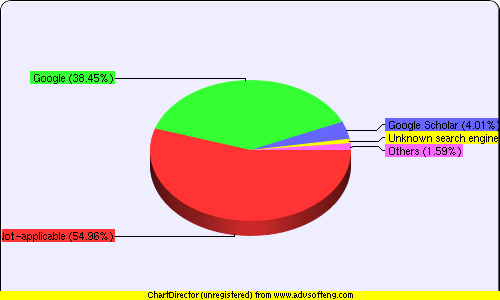 Google (38.45%)
Google Scholar (4.01%)
Unknown search engine
Others (1.59%)
Not-applicable (54.96%)
ChartDirector (unregistered) from www.advsofteng.com